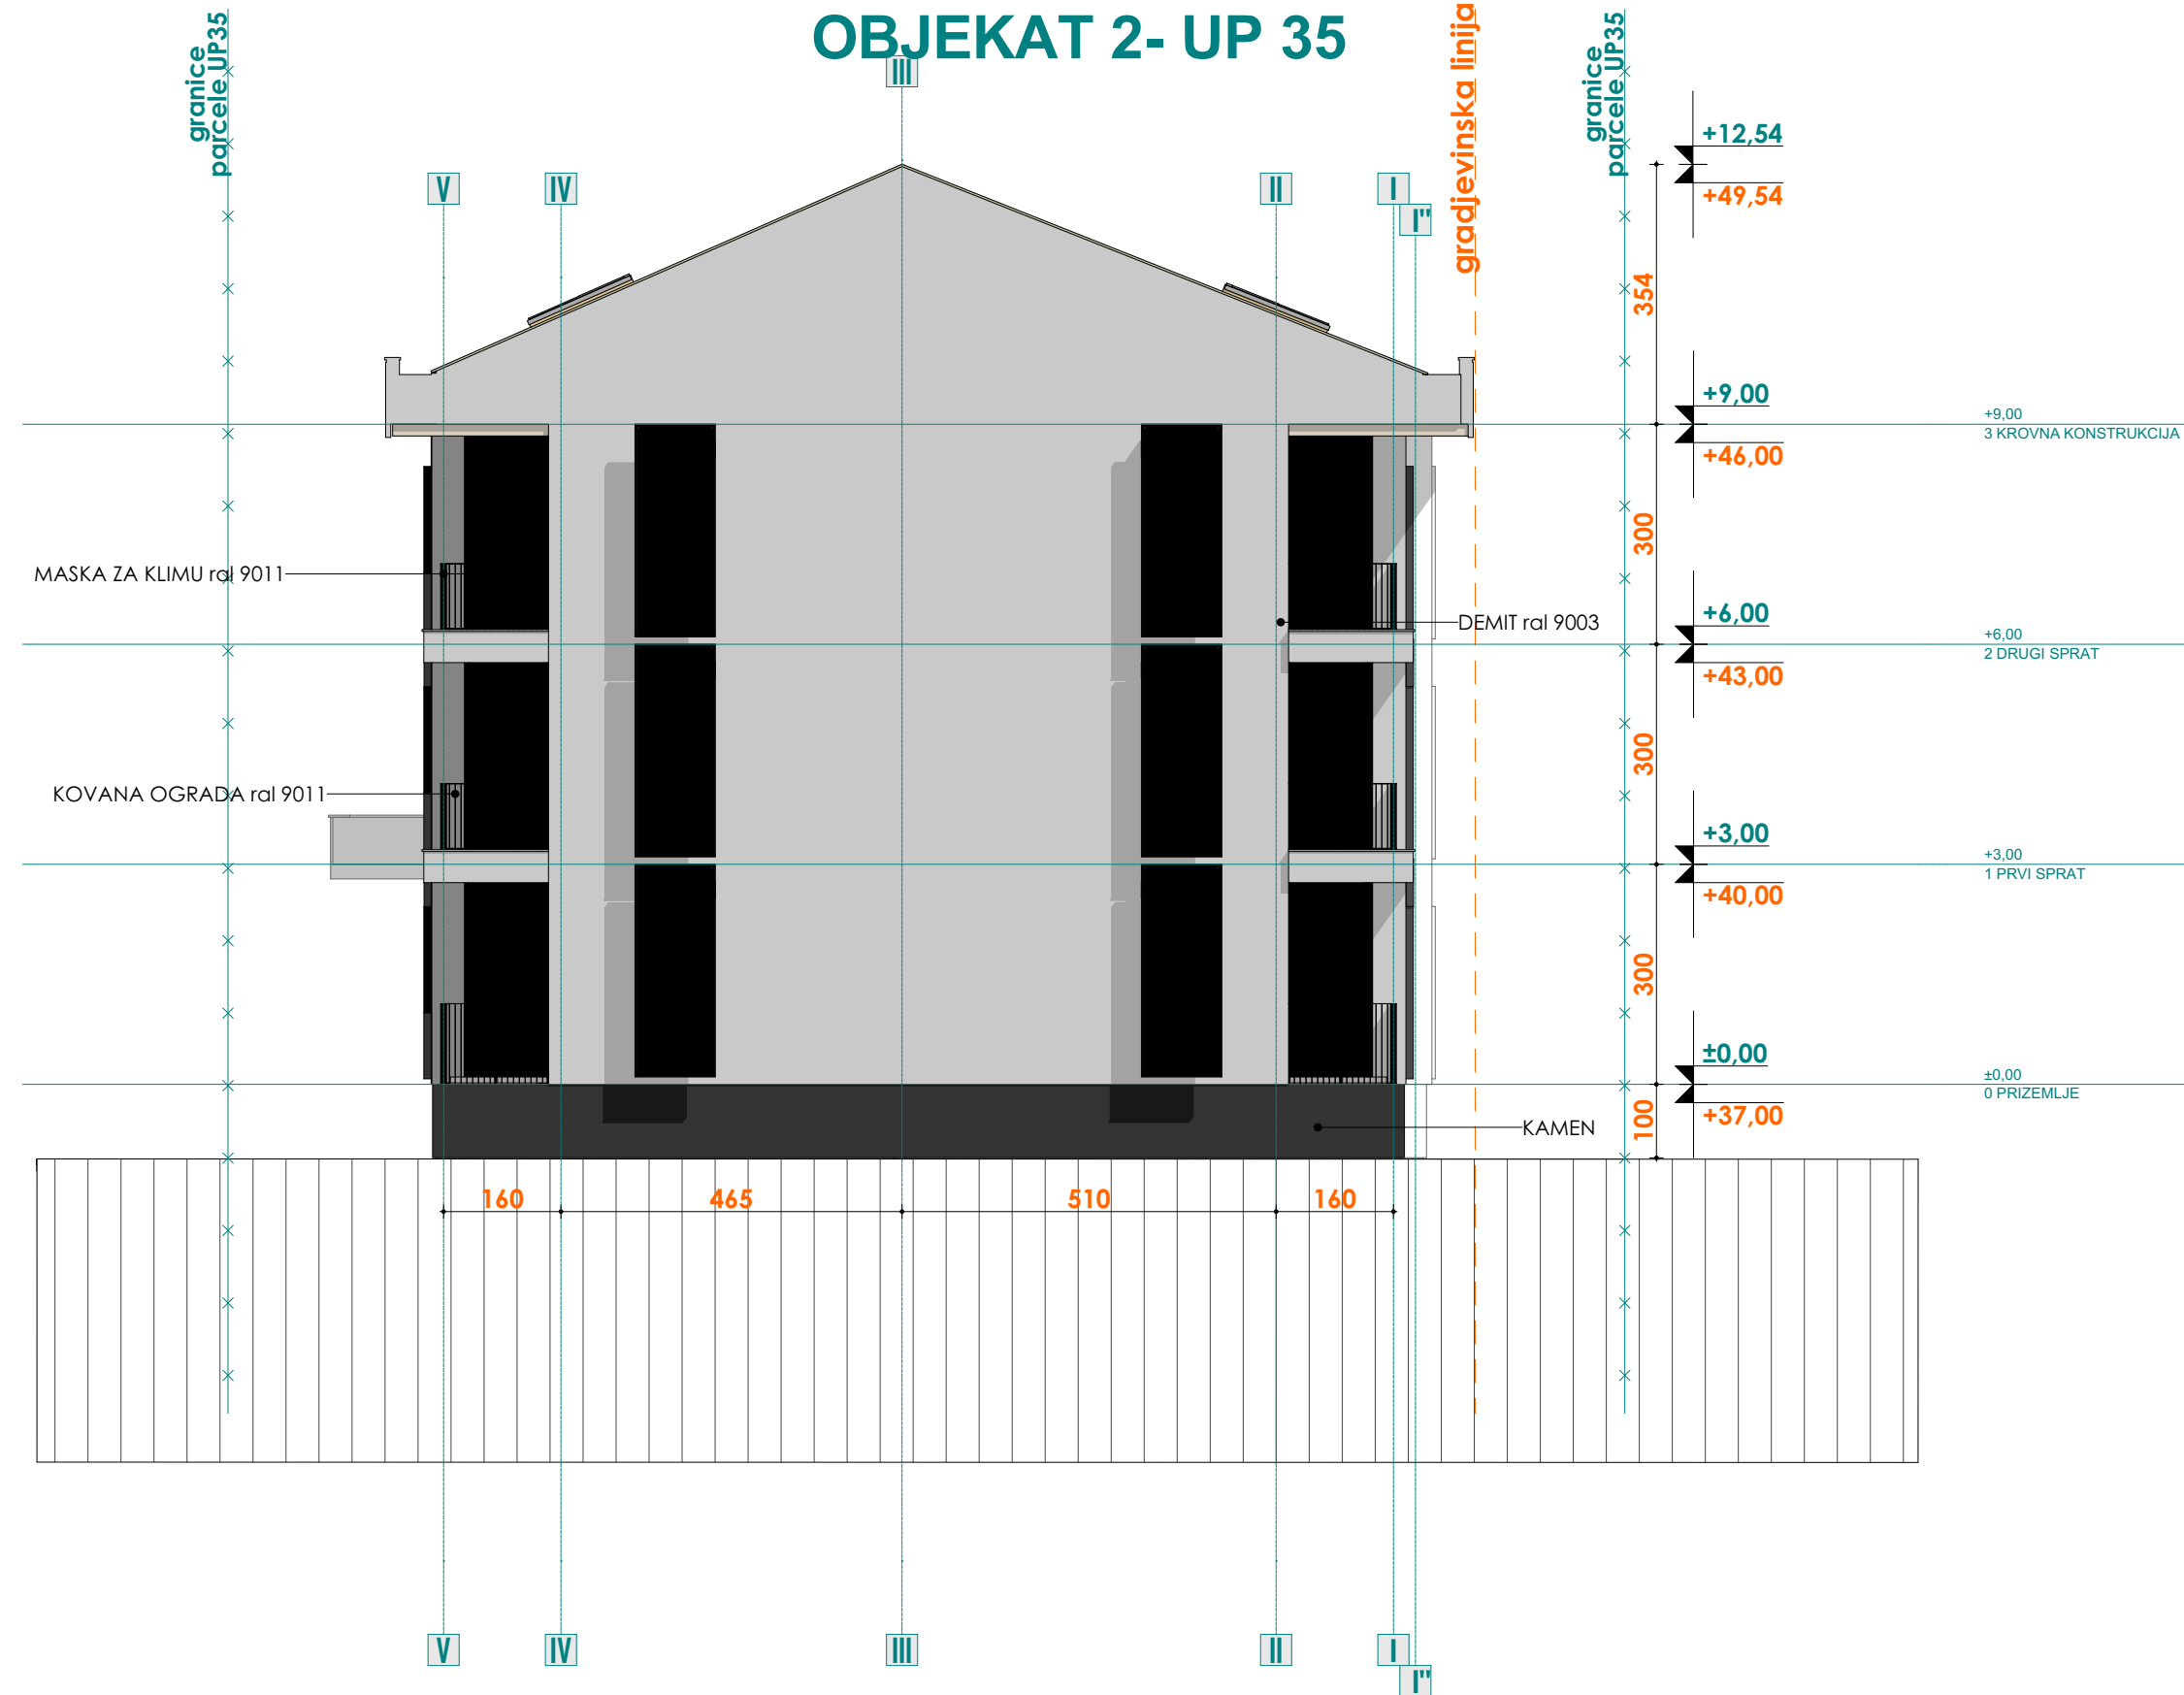 OBJEKAT 2- UP 35
granice
parcele UP35
gradjevinska linija
granice
parcele UP35
III
V
IV
II
I
I"
+12,54
+49,54
354
+9,00
+46,00
+9,00
3 KROVNA KONSTRUKCIJA
300
MASKA ZA KLIMU ral 9011
DEMIT ral 9003
+6,00
+43,00
+6,00
2 DRUGI SPRAT
300
KOVANA OGRADA ral 9011
+3,00
+40,00
+3,00
1 PRVI SPRAT
300
±0,00
+37,00
±0,00
0 PRIZEMLJE
100
KAMEN
160
465
510
160
V
IV
III
II
I
I"